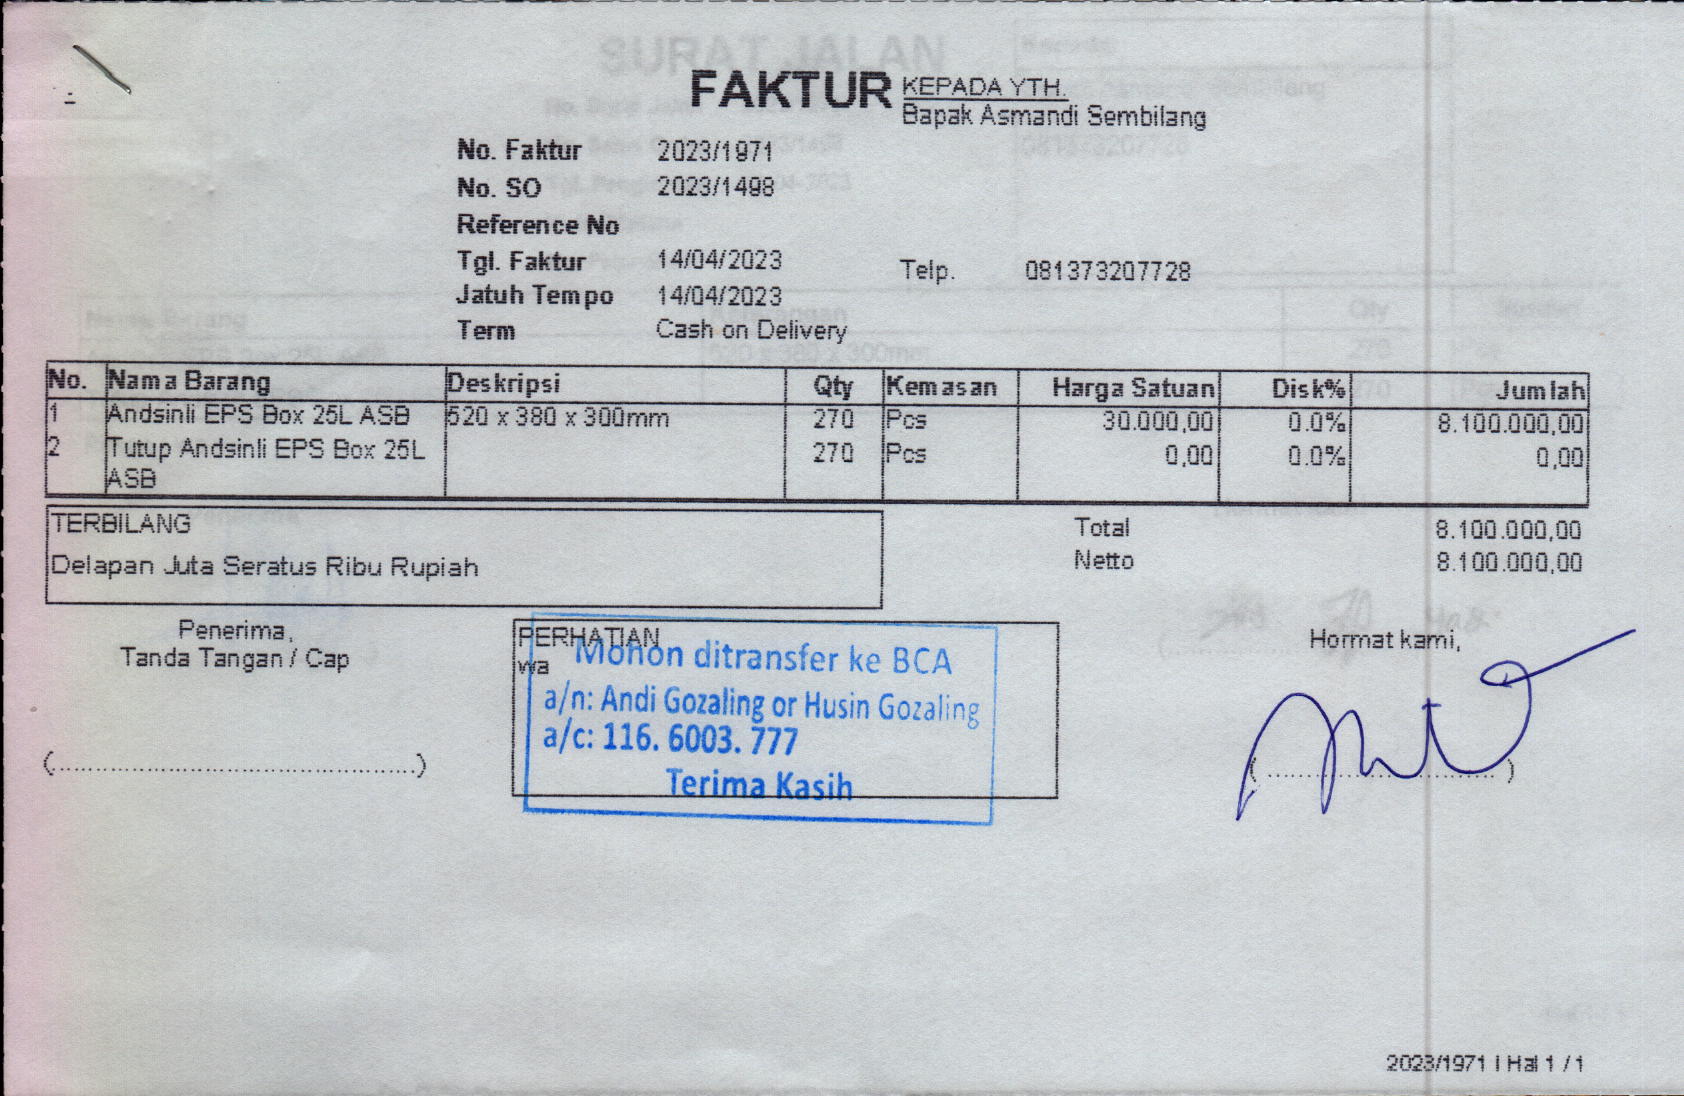 FAKTUR
KEPADA YTH.
Bapak Asmandi Sembilang
No. Faktur 2023/1971
No. SO 2023/1498
Reference No
Tgl. Faktur 14/04/2023
Telp. 081373207728
Jatuh Tempo 14/04/2023
Term Cash on Delivery
No. Nama Barang Deskripsi Qty Kemasan Harga Satuan Disk% Jumlah
1 Andsinli EPS Box 25L ASB 520 x 380 x 300mm 270 Pcs 30.000,00 0.0% 8.100.000,00
2 Tutup Andsinli EPS Box 25L 270 Pcs 0,00 0.0% 0,00
ASB
TERBILANG
Delapan Juta Seratus Ribu Rupiah
Total 8.100.000,00
Netto 8.100.000,00
Penerima,
Tanda Tangan / Cap
PERHATIAN
wa
Mohon ditransfer ke BCA
a/n: Andi Gozaling or Husin Gozaling
a/c: 116. 6003. 777
Terima Kasih
Hormat kami,
2023/1971 | Hal 1 / 1